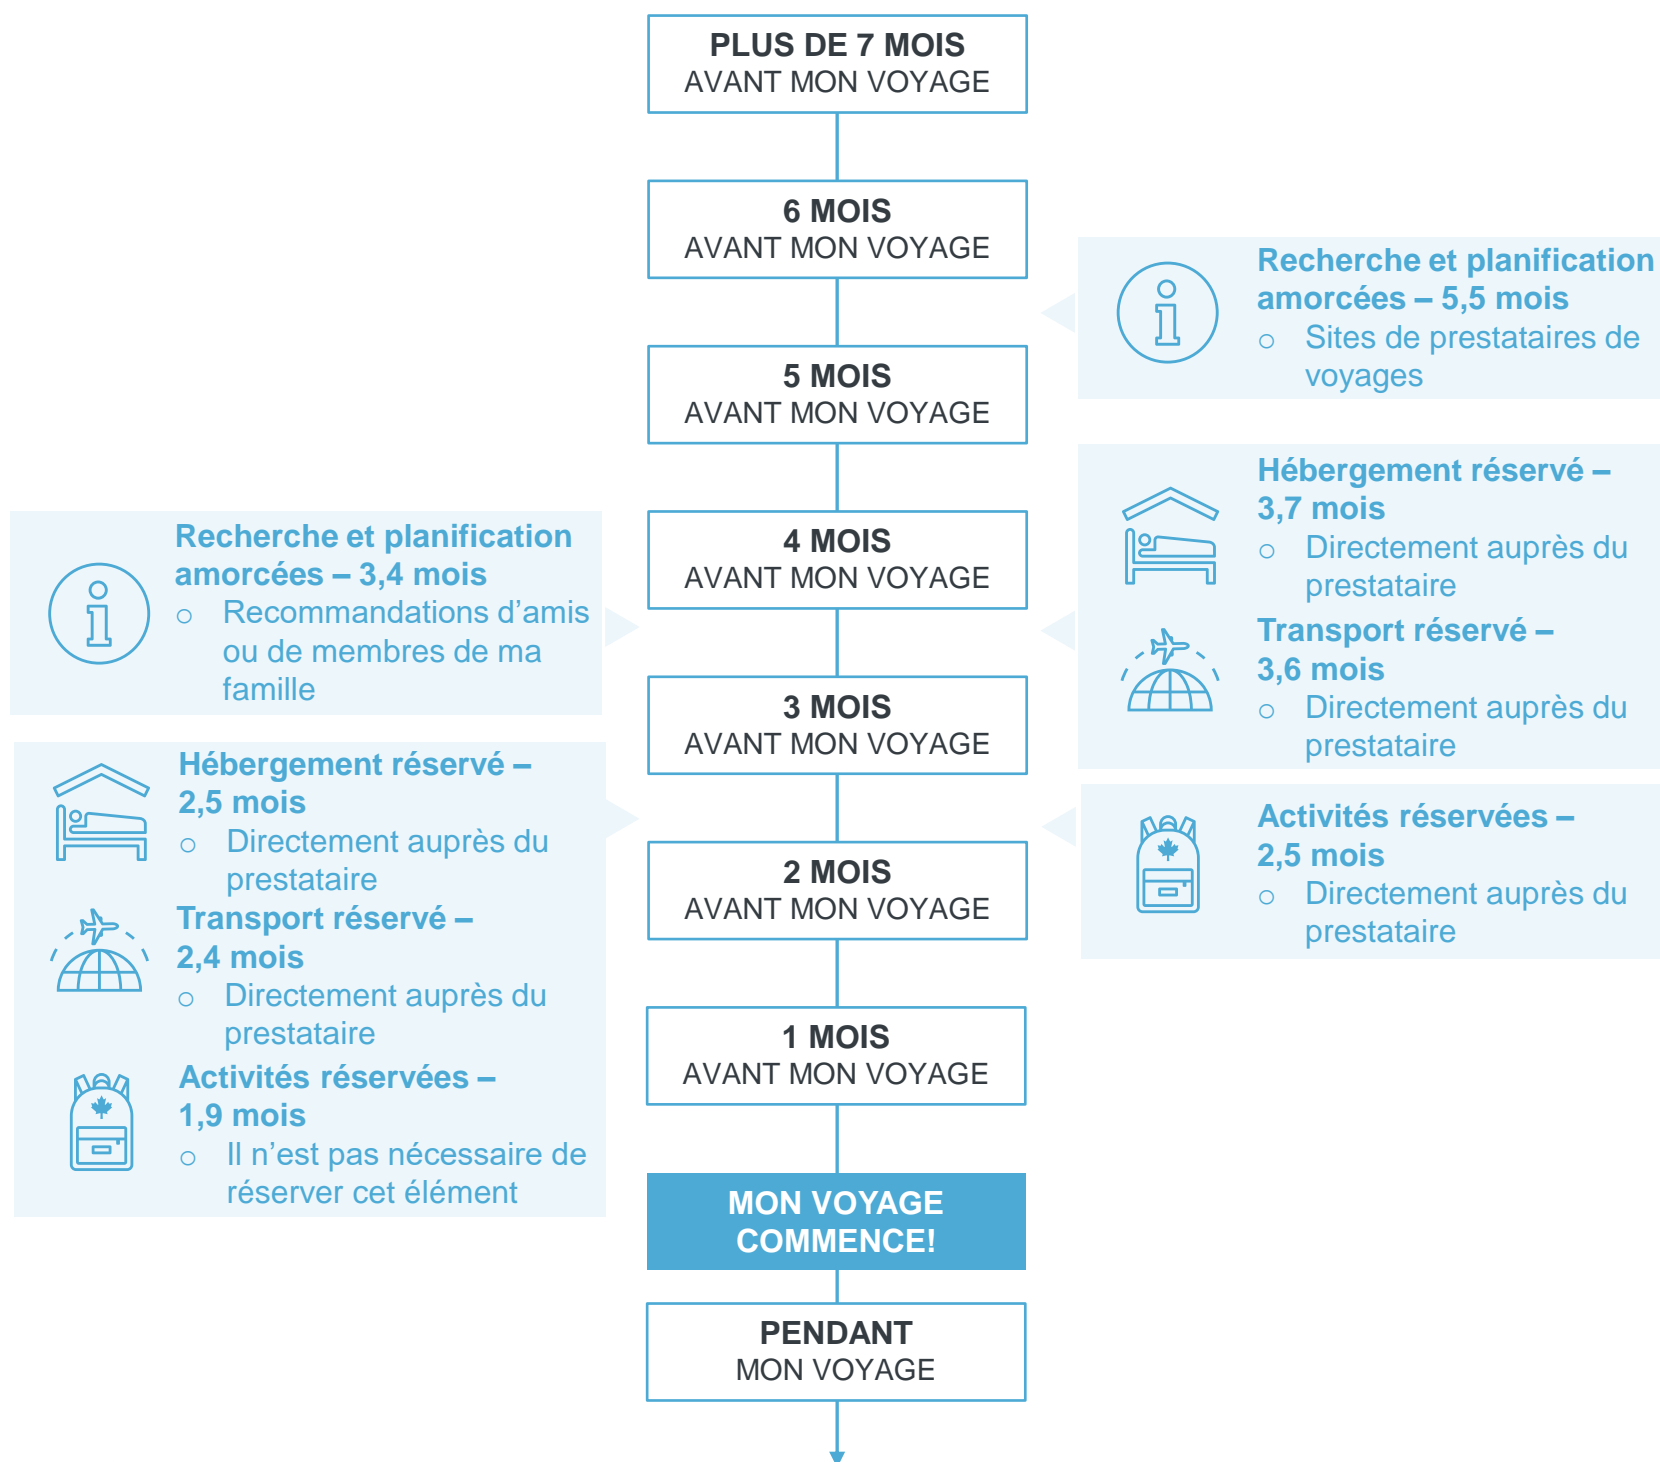 PLUS DE 7 MOIS
AVANT MON VOYAGE
6 MOIS
AVANT MON VOYAGE
5 MOIS
AVANT MON VOYAGE
4 MOIS
AVANT MON VOYAGE
3 MOIS
AVANT MON VOYAGE
2 MOIS
AVANT MON VOYAGE
1 MOIS
AVANT MON VOYAGE
MON VOYAGE
COMMENCE!
PENDANT
MON VOYAGE
Recherche et planification
amorcées – 3,4 mois
o Recommandations d’amis
ou de membres de ma
famille
Hébergement réservé –
2,5 mois
o Directement auprès du
prestataire
Transport réservé –
2,4 mois
o Directement auprès du
prestataire
Activités réservées –
1,9 mois
o Il n’est pas nécessaire de
réserver cet élément
Recherche et planification
amorcées – 5,5 mois
o Sites de prestataires de
voyages
Hébergement réservé –
3,7 mois
o Directement auprès du
prestataire
Transport réservé –
3,6 mois
o Directement auprès du
prestataire
Activités réservées –
2,5 mois
o Directement auprès du
prestataire